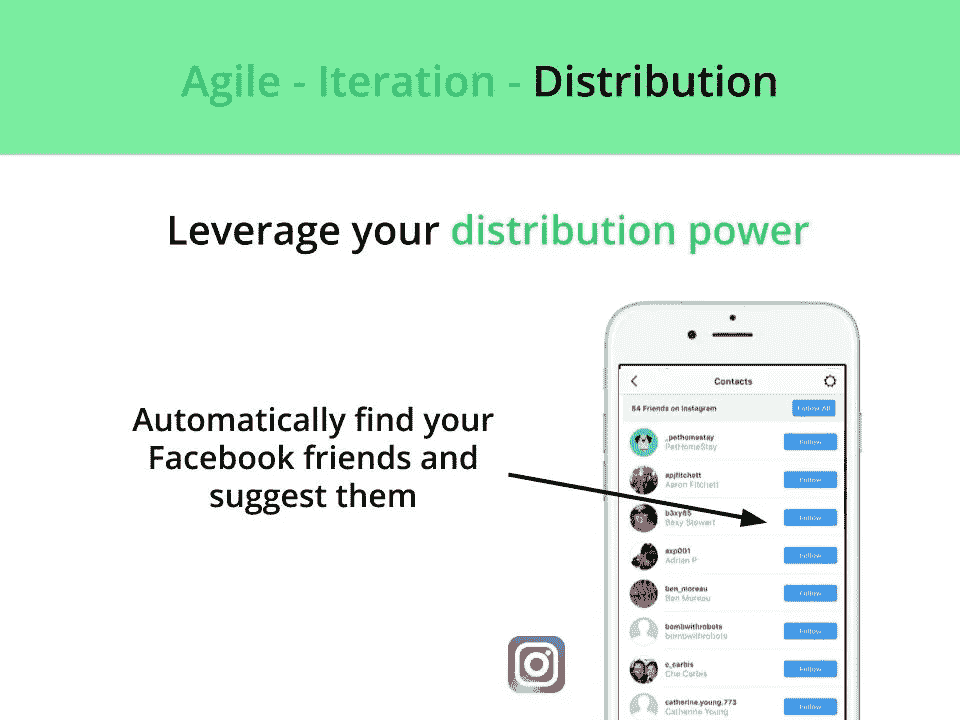 Agile - Iteration - Distribution
Leverage your distribution power
Automatically find your
Facebook friends and
suggest them
Contacts
64 Friends on Instagram
Follow All
_pethomestay
PetHomeStay
Follow
apjfitchett
Aaron Fitchett
Follow
b3xy65
Bexy Stewart
Follow
axp001
Adrian P
Follow
ben_moreau
Ben Moreau
Follow
bombwithrobots
bombwithrobots
Follow
c_carbis
Che Carbis
Follow
catherine.young.773
Catherine Young
Follow